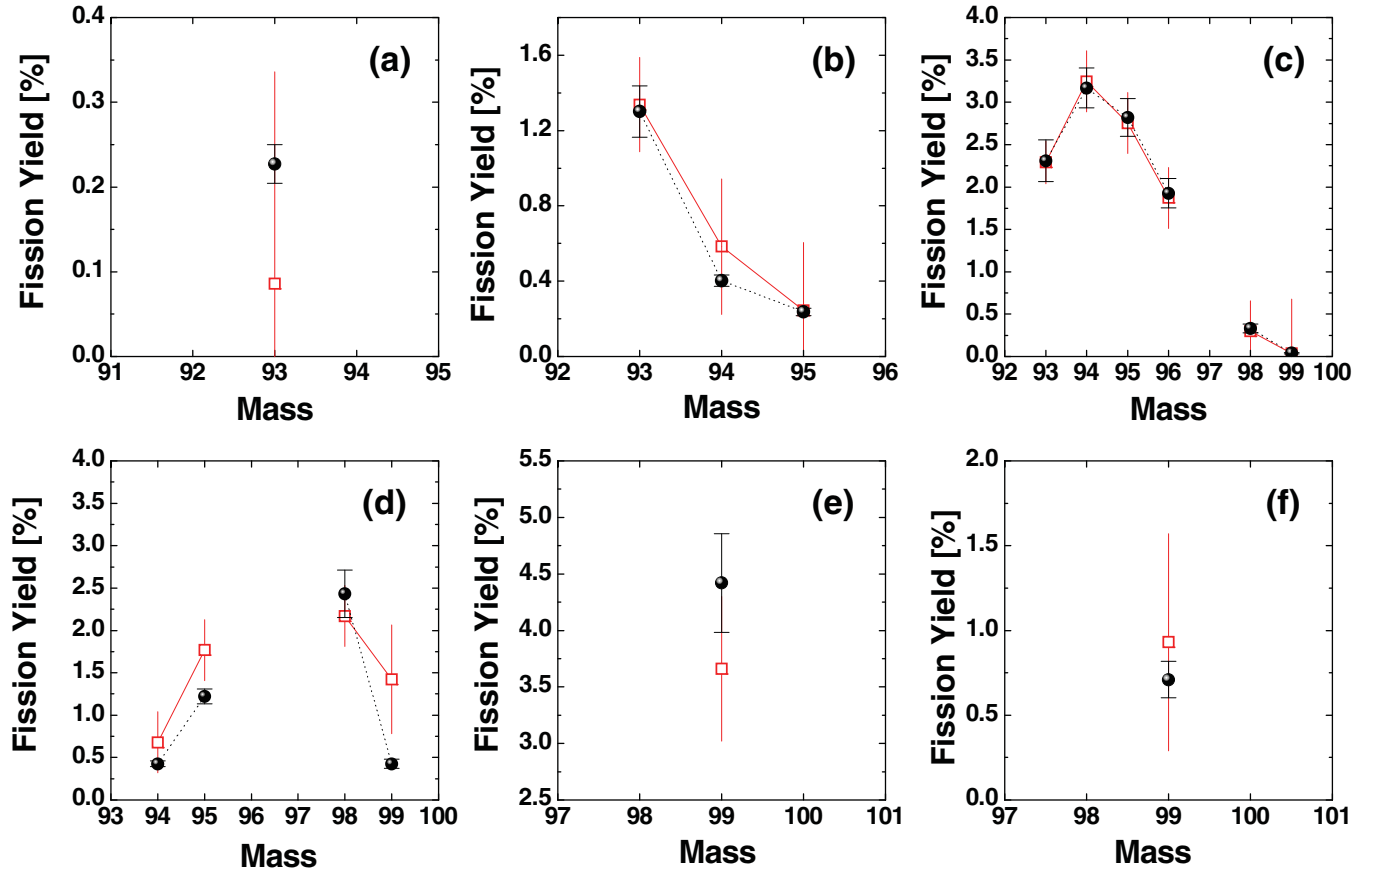 (a)
Fission Yield [%]
0.4
0.3
0.2
0.1
0.0
91 92 93 94 95
Mass
(b)
Fission Yield [%]
1.6
1.2
0.8
0.4
0.0
92 93 94 95 96
Mass
(c)
Fission Yield [%]
4.0
3.5
3.0
2.5
2.0
1.5
1.0
0.5
0.0
92 93 94 95 96 97 98 99 100
Mass
(d)
Fission Yield [%]
4.0
3.5
3.0
2.5
2.0
1.5
1.0
0.5
0.0
93 94 95 96 97 98 99 100
Mass
(e)
Fission Yield [%]
5.5
5.0
4.5
4.0
3.5
3.0
2.5
97 98 99 100 101
Mass
(f)
Fission Yield [%]
2.0
1.5
1.0
0.5
0.0
97 98 99 100 101
Mass